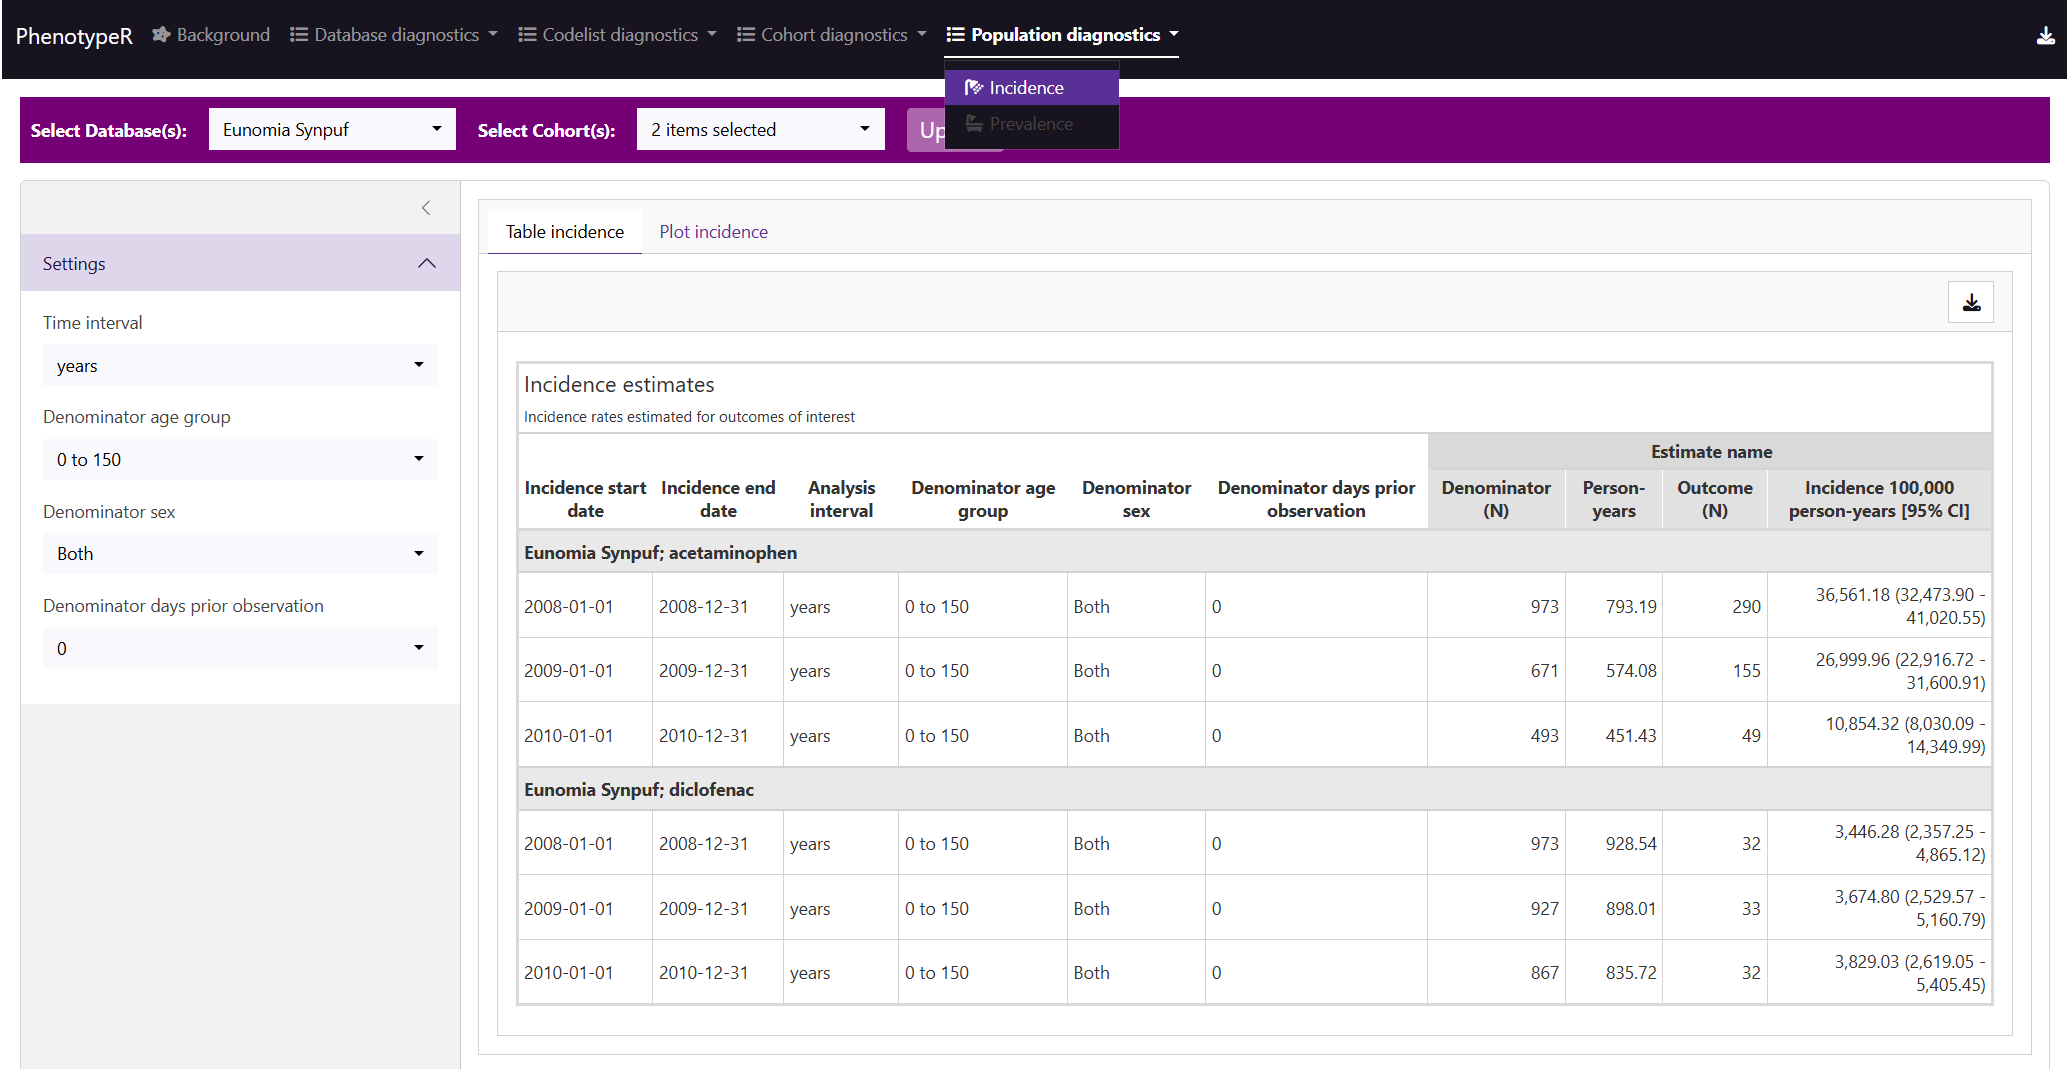 PhenotypeR Background Database diagnostics Codelist diagnostics Cohort diagnostics Population diagnostics
Incidence
Prevalence
Select Database(s): Eunomia Synpuf Select Cohort(s): 2 items selected
Table incidence Plot incidence
Settings
Time interval
years
Denominator age group
0 to 150
Denominator sex
Both
Denominator days prior observation
0
Incidence estimates
Incidence rates estimated for outcomes of interest
Estimate name
Incidence start Incidence end Analysis Denominator age Denominator Denominator days prior Denominator Person- Outcome Incidence 100,000
date date interval group sex observation (N) years (N) person-years [95% CI]
Eunomia Synpuf; acetaminophen
2008-01-01 2008-12-31 years 0 to 150 Both 0 973 793.19 290 36,561.18 (32,473.90 -
41,020.55)
2009-01-01 2009-12-31 years 0 to 150 Both 0 671 574.08 155 26,999.96 (22,916.72 -
31,600.91)
2010-01-01 2010-12-31 years 0 to 150 Both 0 493 451.43 49 10,854.32 (8,030.09 -
14,349.99)
Eunomia Synpuf; diclofenac
2008-01-01 2008-12-31 years 0 to 150 Both 0 973 928.54 32 3,446.28 (2,357.25 -
4,865.12)
2009-01-01 2009-12-31 years 0 to 150 Both 0 927 898.01 33 3,674.80 (2,529.57 -
5,160.79)
2010-01-01 2010-12-31 years 0 to 150 Both 0 867 835.72 32 3,829.03 (2,619.05 -
5,405.45)